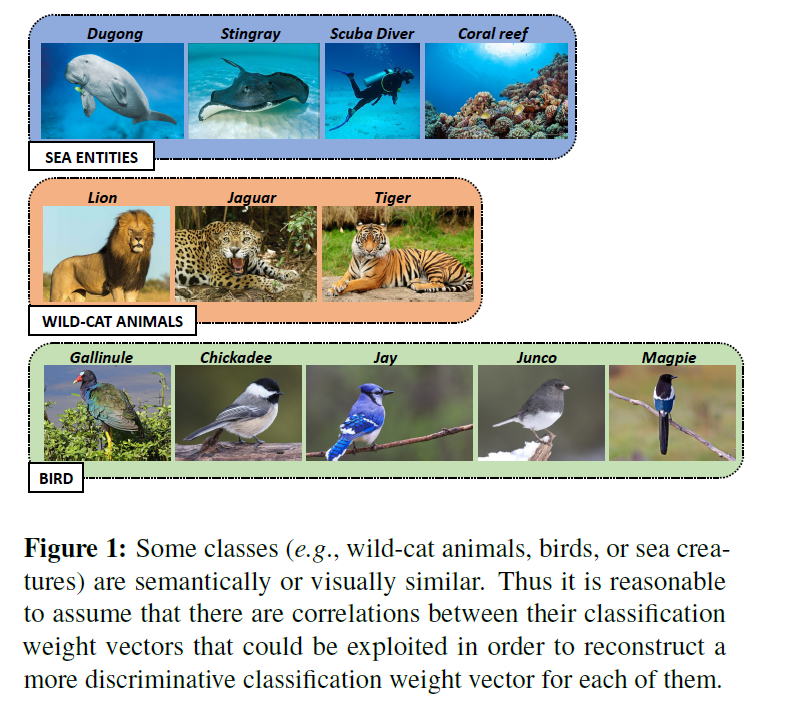 Dugong Stingray Scuba Diver Coral reef
SEA ENTITIES
Lion Jaguar Tiger
WILD-CAT ANIMALS
Gallinule Chickadee Jay Junco Magpie
BIRD
Figure 1: Some classes (e.g., wild-cat animals, birds, or sea crea-
tures) are semantically or visually similar. Thus it is reasonable
to assume that there are correlations between their classification
weight vectors that could be exploited in order to reconstruct a
more discriminative classification weight vector for each of them.